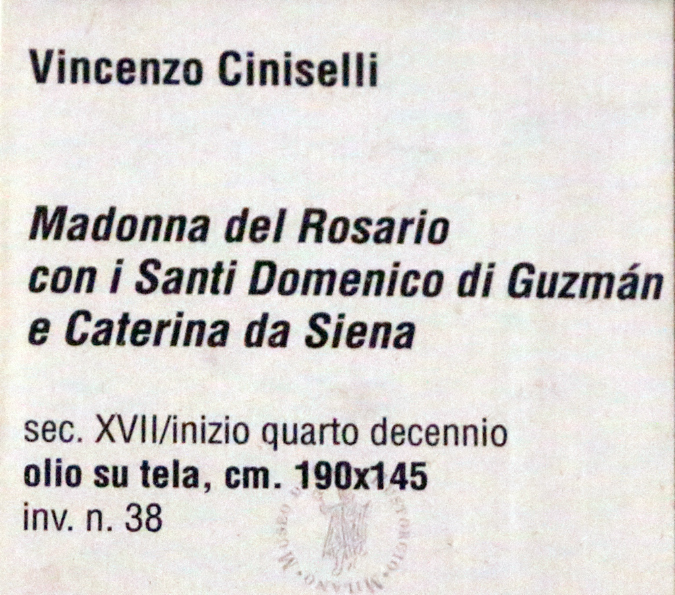 Vincenzo Ciniselli
Madonna del Rosario
con i Santi Domenico di Guzmán
e Caterina da Siena
sec. XVII/inizio quarto decennio
olio su tela, cm. 190x145
inv. n. 38
MILANO